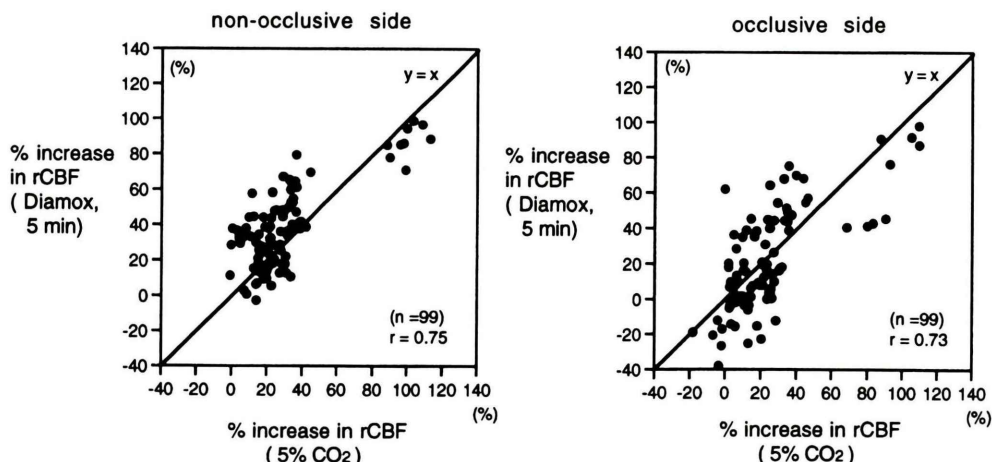 non-occlusive side
140
120
100
80
60
40
20
0
-20
-40
(%)
y = x
% increase
in rCBF
( Diamox,
5 min)
(n =99)
r = 0.75
-40 -20 0 20 40 60 80 100 120 140
(%)
% increase in rCBF
( 5% CO2)
occlusive side
140
120
100
80
60
40
20
0
-20
-40
(%)
y = x
% increase
in rCBF
( Diamox,
5 min)
(n =99)
r = 0.73
-40 -20 0 20 40 60 80 100 120 140
(%)
% increase in rCBF
( 5% CO2)